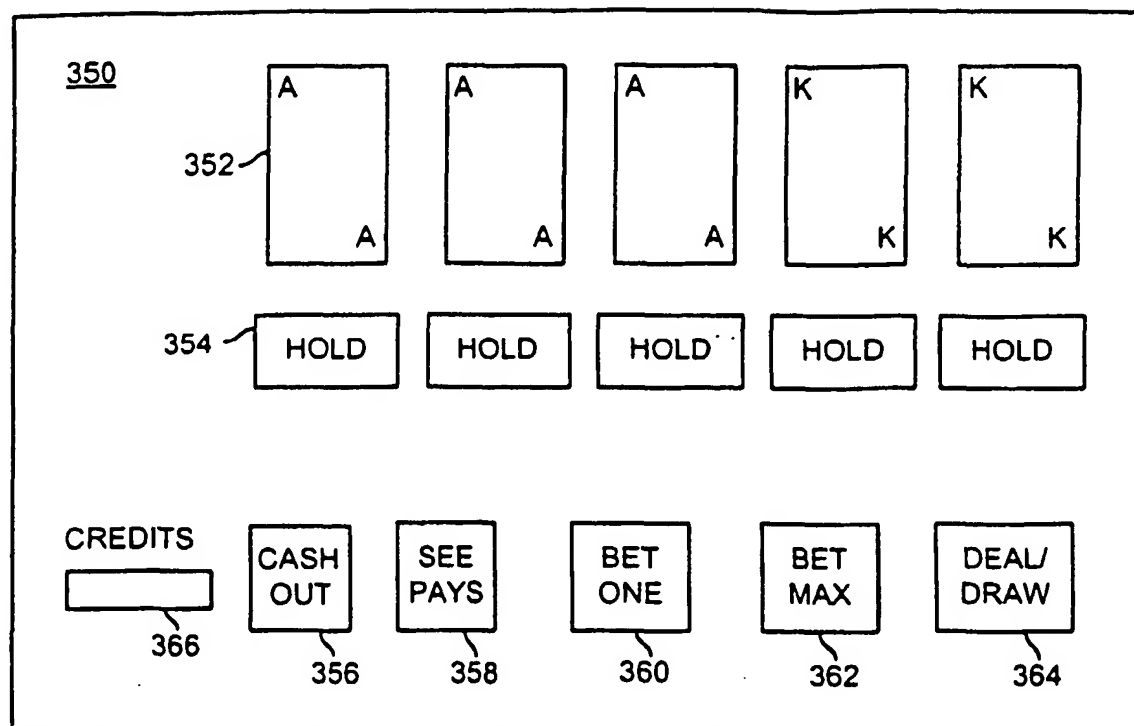 350
A A A K K
352
A A A K K
354
HOLD HOLD HOLD HOLD HOLD
CREDITS
CASH OUT
SEE PAYS
BET ONE
BET MAX
DEAL/ DRAW
366
356 358 360 362 364